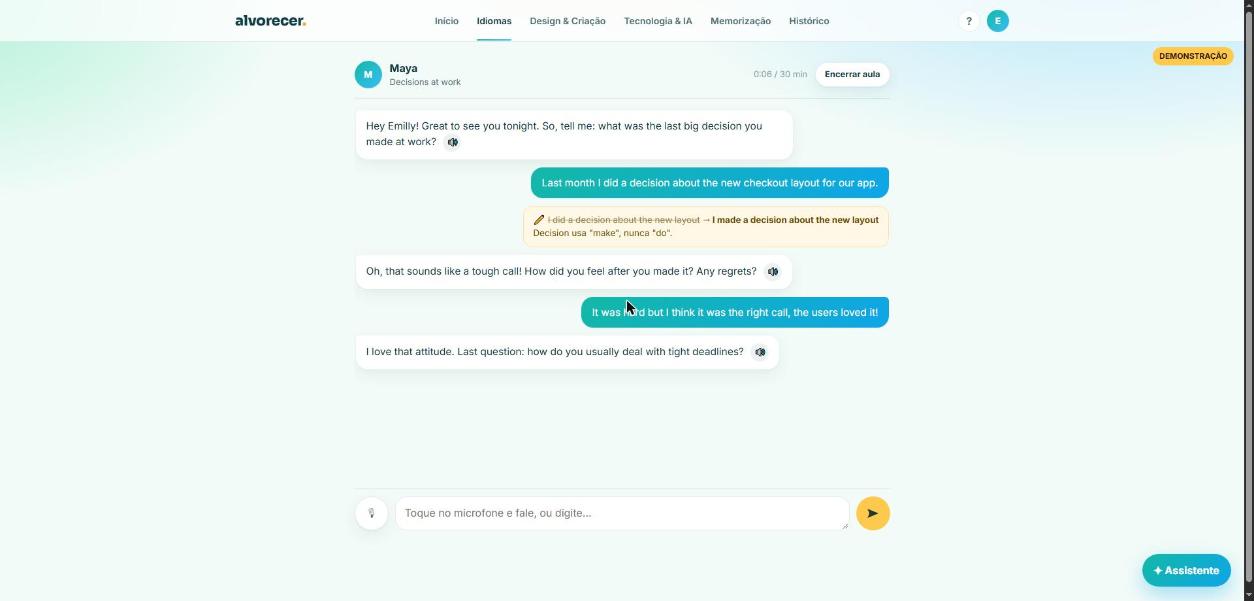 alvorecer.
Início
Idiomas
Design & Criação
Tecnologia & IA
Memorização
Histórico
?
E
DEMONSTRAÇÃO
M
Maya
Decisions at work
0:06 / 30 min
Encerrar aula
Hey Emilly! Great to see you tonight. So, tell me: what was the last big decision you
made at work?
Last month I did a decision about the new checkout layout for our app.
I did a decision about the new layout → I made a decision about the new layout
Decision usa "make", nunca "do".
Oh, that sounds like a tough call! How did you feel after you made it? Any regrets?
It was but I think it was the right call, the users loved it!
I love that attitude. Last question: how do you usually deal with tight deadlines?
Toque no microfone e fale, ou digite...
Assistente